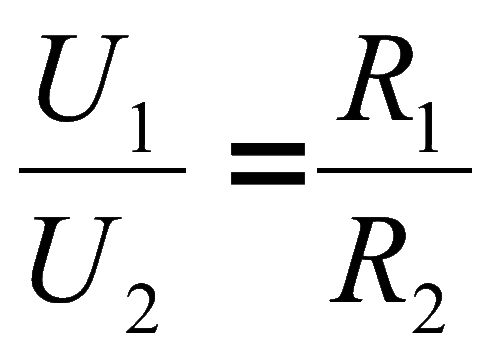 U₁/U₂ = R₁/R₂